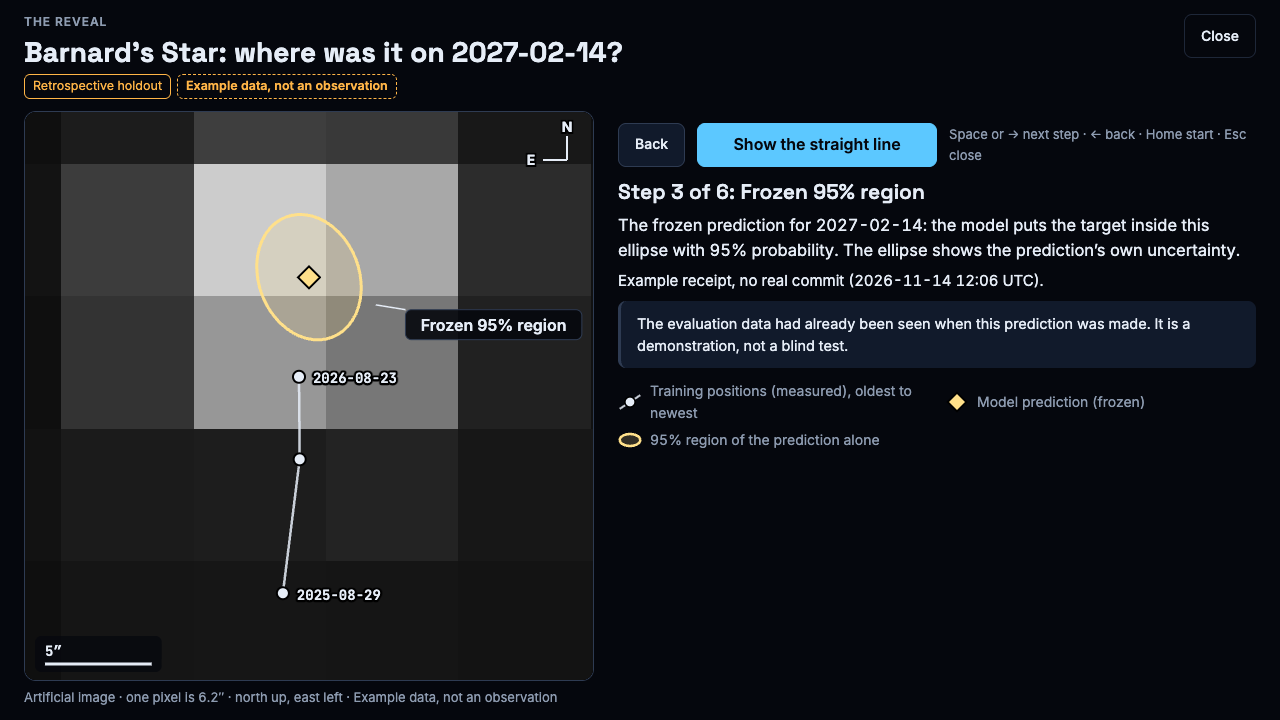 THE REVEAL
Barnard's Star: where was it on 2027-02-14?
Retrospective holdout
Example data, not an observation
Close
N
E
Frozen 95% region
2026-08-23
2025-08-29
5″
Artificial image · one pixel is 6.2″ · north up, east left · Example data, not an observation
Back
Show the straight line
Space or → next step · ← back · Home start · Esc
close
Step 3 of 6: Frozen 95% region
The frozen prediction for 2027-02-14: the model puts the target inside this
ellipse with 95% probability. The ellipse shows the prediction's own uncertainty.
Example receipt, no real commit (2026-11-14 12:06 UTC).
The evaluation data had already been seen when this prediction was made. It is a
demonstration, not a blind test.
Training positions (measured), oldest to
newest
Model prediction (frozen)
95% region of the prediction alone